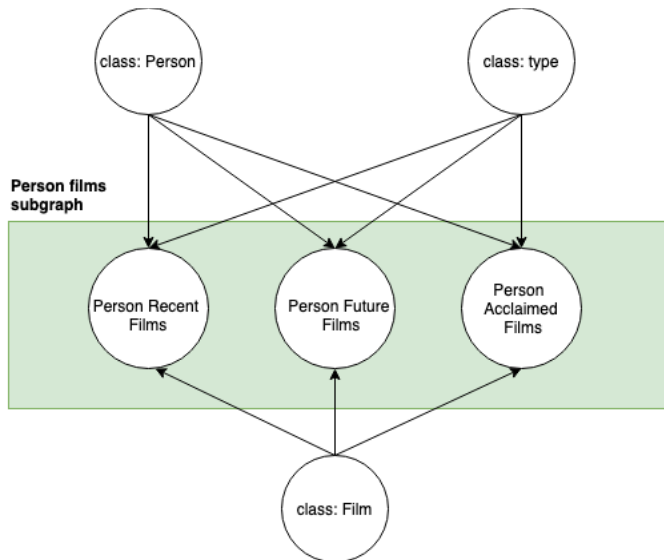 class: Person
class: type
Person films
subgraph
Person Recent
Films
Person Future
Films
Person
Acclaimed
Films
class: Film